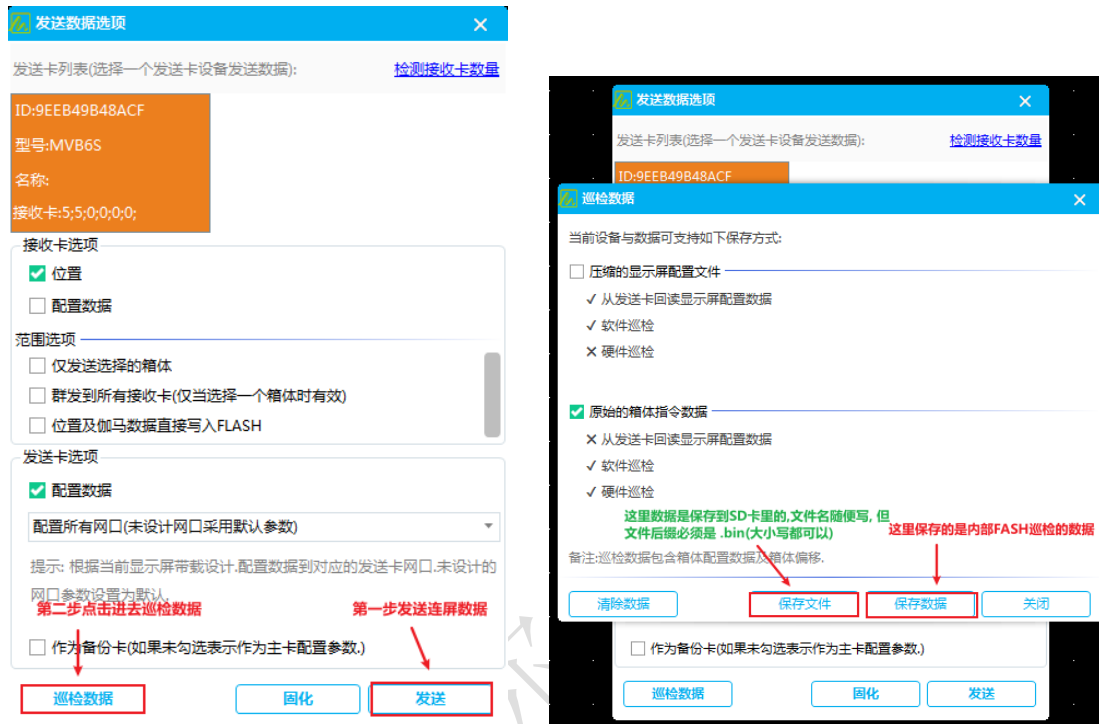 发送数据选项
发送卡列表(选择一个发送卡设备发送数据):
检测接收卡数量
ID:9EEB49B48ACF
型号:MVB6S
名称:
接收卡:5;5;0;0;0;0;
接收卡选项
位置
配置数据
范围选项
仅发送选择的箱体
群发到所有接收卡(仅当选择一个箱体时有效)
位置及伽马数据直接写入FLASH
发送卡选项
配置数据
配置所有网口(未设计网口采用默认参数)
提示: 根据当前显示屏带载设计.配置数据到对应的发送卡网口.未设计的
网口参数设置为默认.
第二步点击进去巡检数据
第一步发送连屏数据
作为备份卡(如果未勾选表示作为主卡配置参数.)
巡检数据
固化
发送
发送数据选项
发送卡列表(选择一个发送卡设备发送数据):
检测接收卡数量
ID:9EEB49B48ACF
巡检数据
当前设备与数据可支持如下保存方式:
压缩的显示屏配置文件
✓ 从发送卡回读显示屏配置数据
✓ 软件巡检
✕ 硬件巡检
原始的箱体指令数据
✕ 从发送卡回读显示屏配置数据
✓ 软件巡检
✓ 硬件巡检
这里数据是保存到SD卡里的,文件名随便写, 但
文件后缀必须是 .bin(大小写都可以)
这里保存的是内部FASH巡检的数据
备注:巡检数据包含箱体配置数据及箱体偏移.
清除数据
保存文件
保存数据
关闭
作为备份卡(如果未勾选表示作为主卡配置参数.)
巡检数据
固化
发送